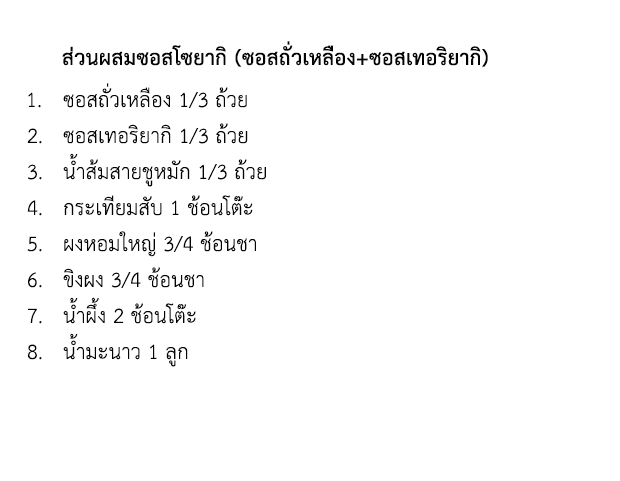 ส่วนผสมซอสโซยากิ (ซอสถั่วเหลือง+ซอสเทอริยากิ)
1. ซอสถั่วเหลือง 1/3 ถ้วย
2. ซอสเทอริยากิ 1/3 ถ้วย
3. น้ำส้มสายชูหมัก 1/3 ถ้วย
4. กระเทียมสับ 1 ช้อนโต๊ะ
5. ผงหอมใหญ่ 3/4 ช้อนชา
6. ขิงผง 3/4 ช้อนชา
7. น้ำผึ้ง 2 ช้อนโต๊ะ
8. น้ำมะนาว 1 ลูก